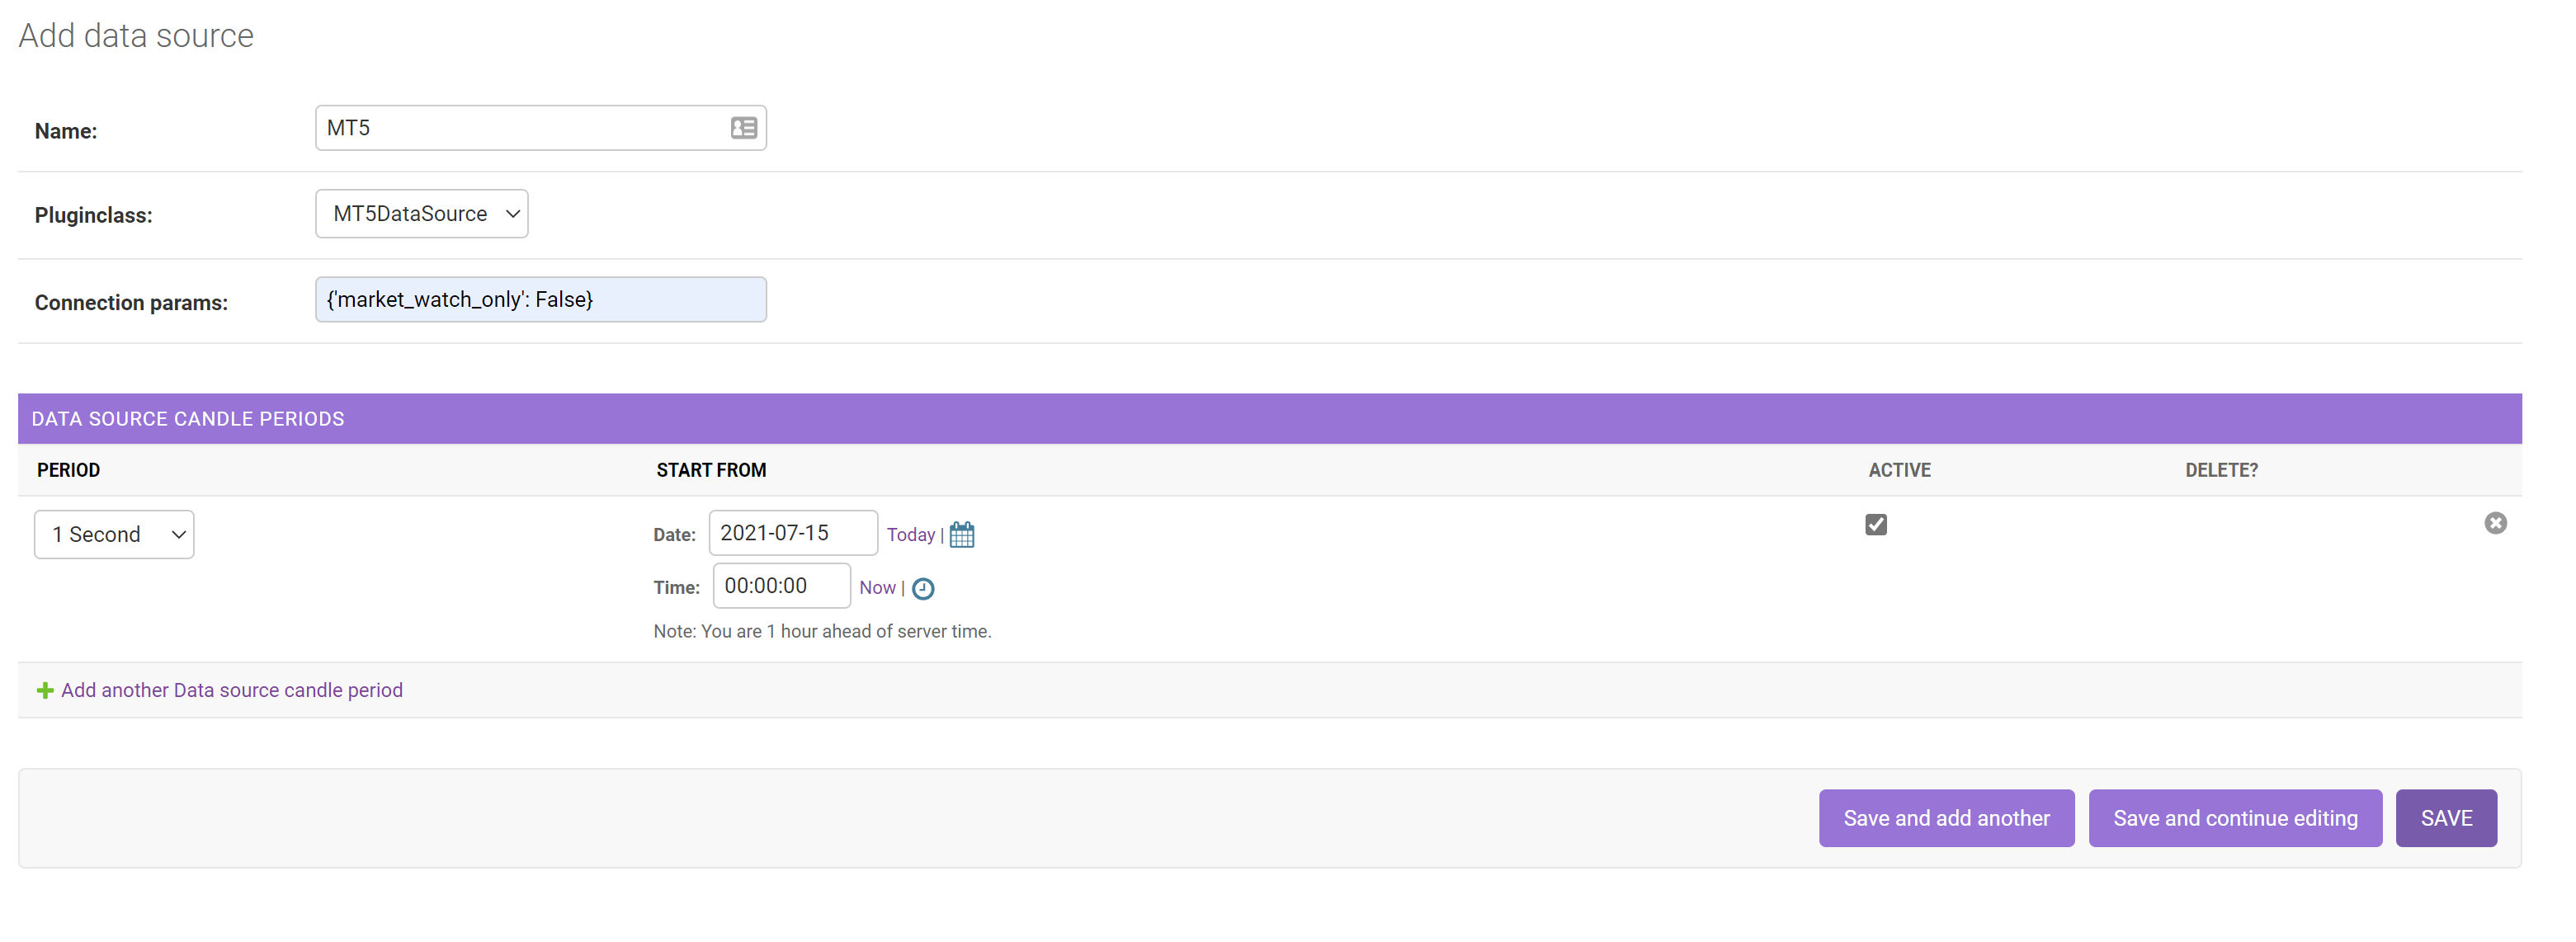 Add data source
Name: MT5
Pluginclass: MT5DataSource
Connection params: {'market_watch_only': False}
DATA SOURCE CANDLE PERIODS
PERIOD START FROM ACTIVE DELETE?
1 Second Date: 2021-07-15 Today |
Time: 00:00:00 Now |
Note: You are 1 hour ahead of server time.
Add another Data source candle period
Save and add another Save and continue editing SAVE